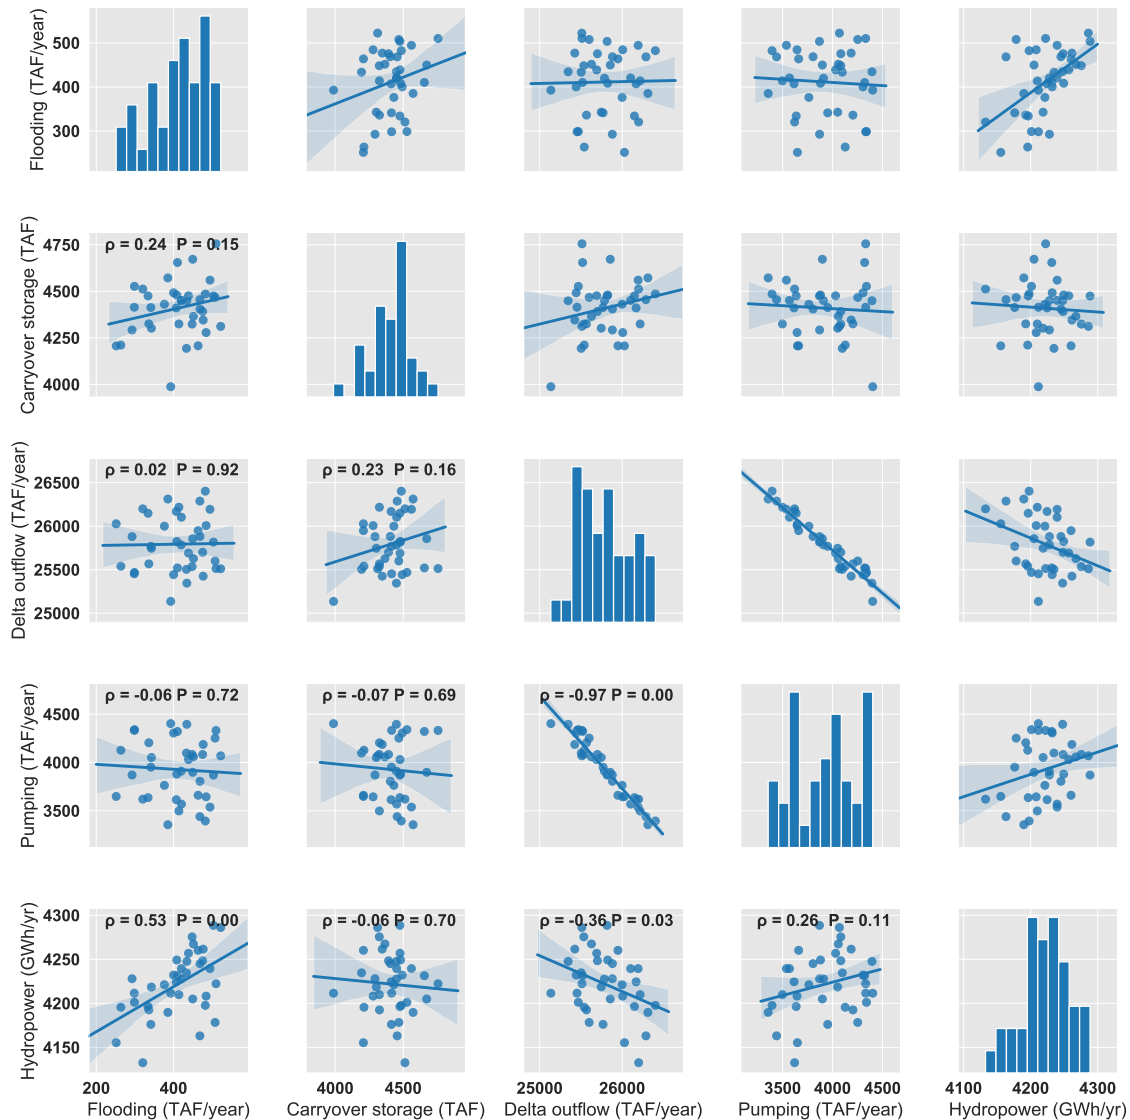 Flooding (TAF/year)
500
400
300
Carryover storage (TAF)
4750
4500
4250
4000
ρ = 0.24 P = 0.15
Delta outflow (TAF/year)
26500
26000
25500
25000
ρ = 0.02 P = 0.92
ρ = 0.23 P = 0.16
Pumping (TAF/year)
4500
4000
3500
ρ = -0.06 P = 0.72
ρ = -0.07 P = 0.69
ρ = -0.97 P = 0.00
Hydropower (GWh/yr)
4300
4250
4200
4150
ρ = 0.53 P = 0.00
ρ = -0.06 P = 0.70
ρ = -0.36 P = 0.03
ρ = 0.26 P = 0.11
200 400
4000 4500
25000 26000
3500 4000 4500
4100 4200 4300
Flooding (TAF/year)
Carryover storage (TAF)
Delta outflow (TAF/year)
Pumping (TAF/year)
Hydropower (GWh/yr)